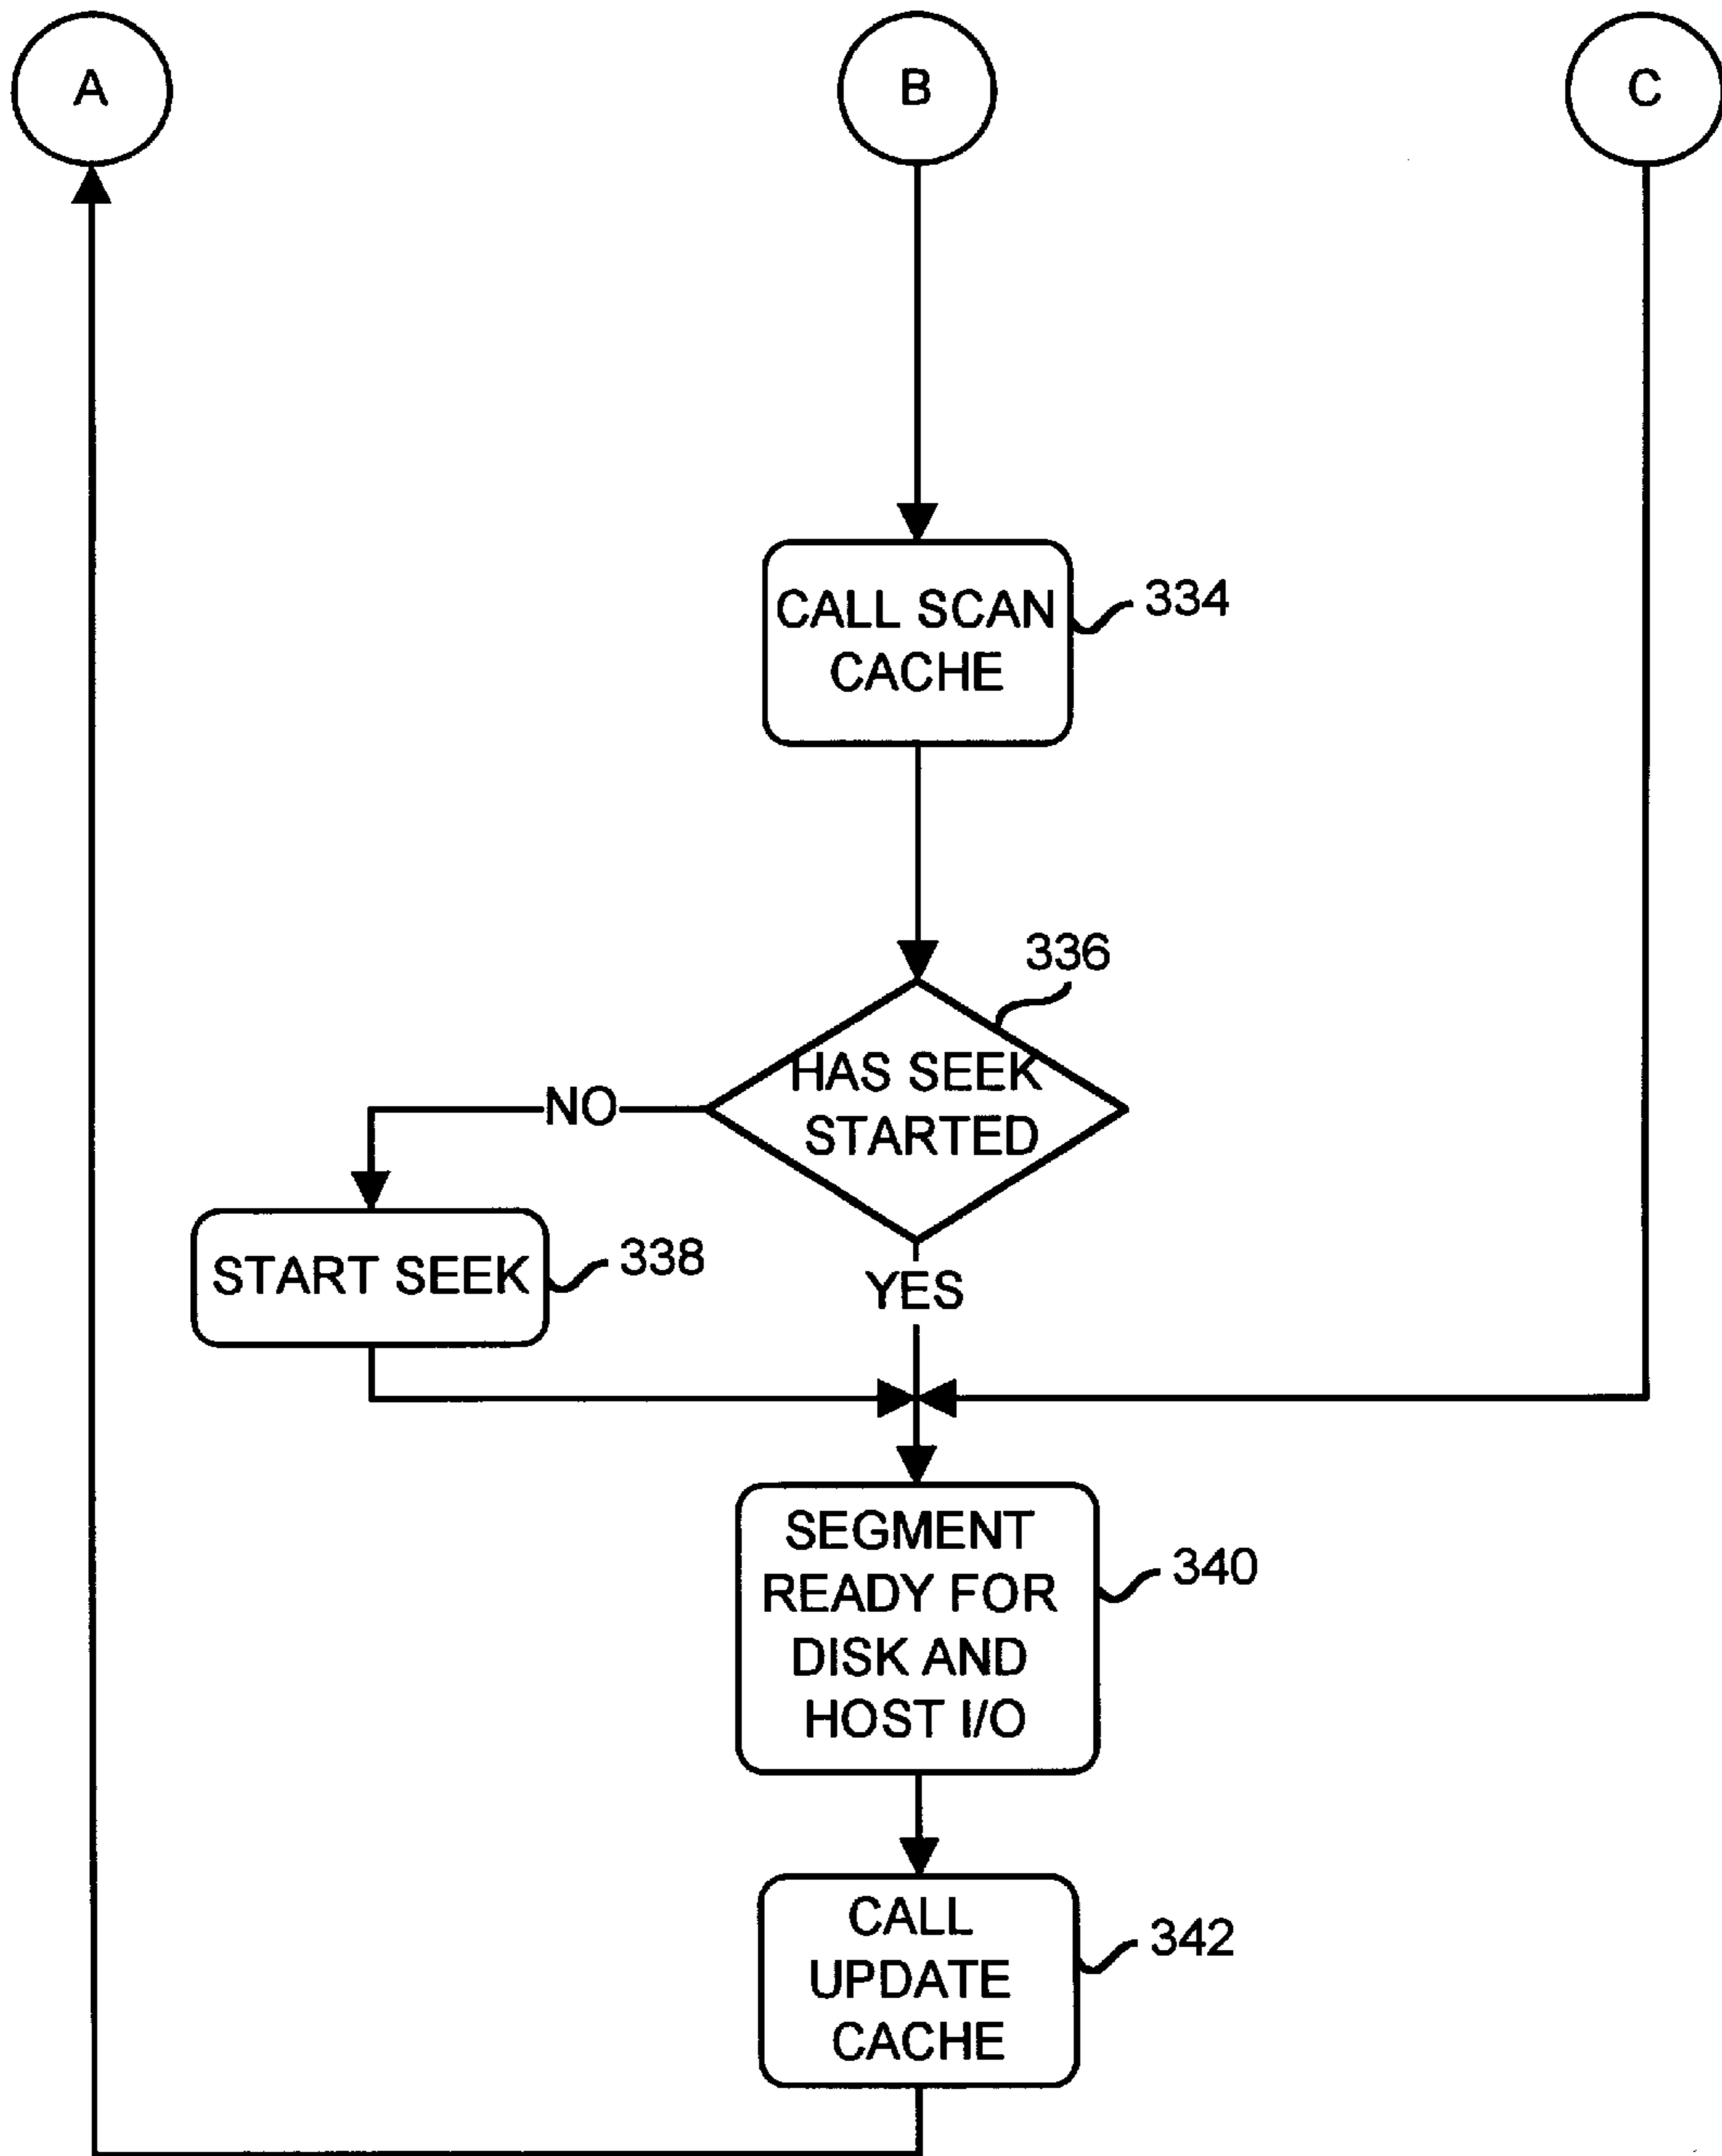 A
B
C
CALL SCAN
CACHE
334
336
HAS SEEK
STARTED
NO
START SEEK
338
YES
SEGMENT
READY FOR
DISK AND
HOST I/O
340
CALL
UPDATE
CACHE
342